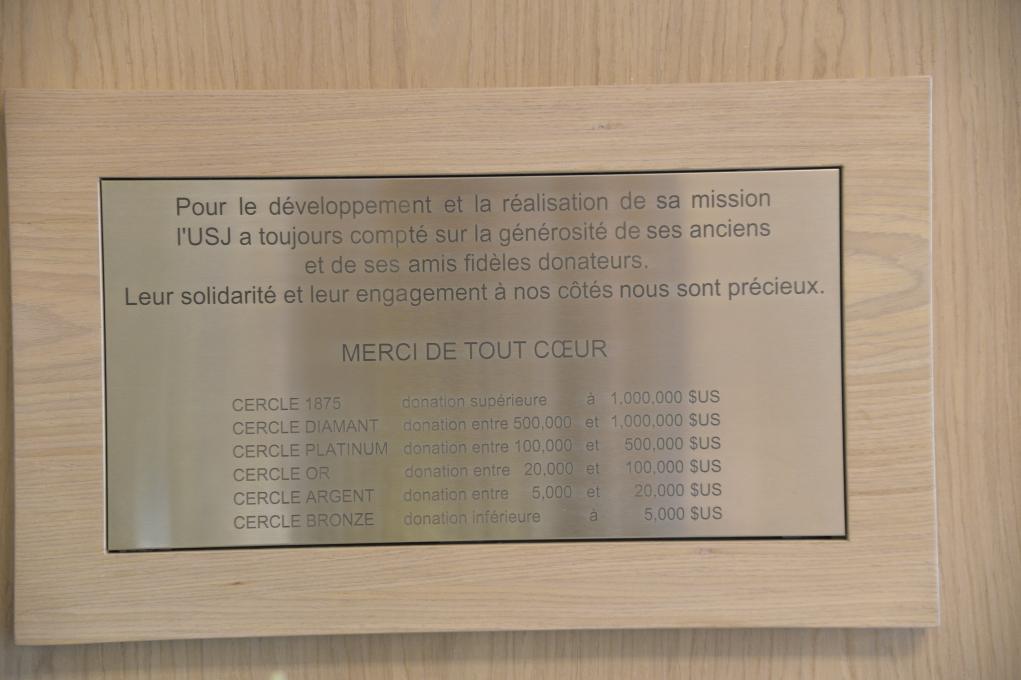 Pour le développement et la réalisation de sa mission
l'USJ a toujours compté sur la générosité de ses anciens
et de ses amis fidèles donateurs.
Leur solidarité et leur engagement à nos côtés nous sont précieux.
MERCI DE TOUT CŒUR
CERCLE 1875 donation supérieure à 1,000,000 $US
CERCLE DIAMANT donation entre 500,000 et 1,000,000 $US
CERCLE PLATINUM donation entre 100,000 et 500,000 $US
CERCLE OR donation entre 20,000 et 100,000 $US
CERCLE ARGENT donation entre 5,000 et 20,000 $US
CERCLE BRONZE donation inférieure à 5,000 $US